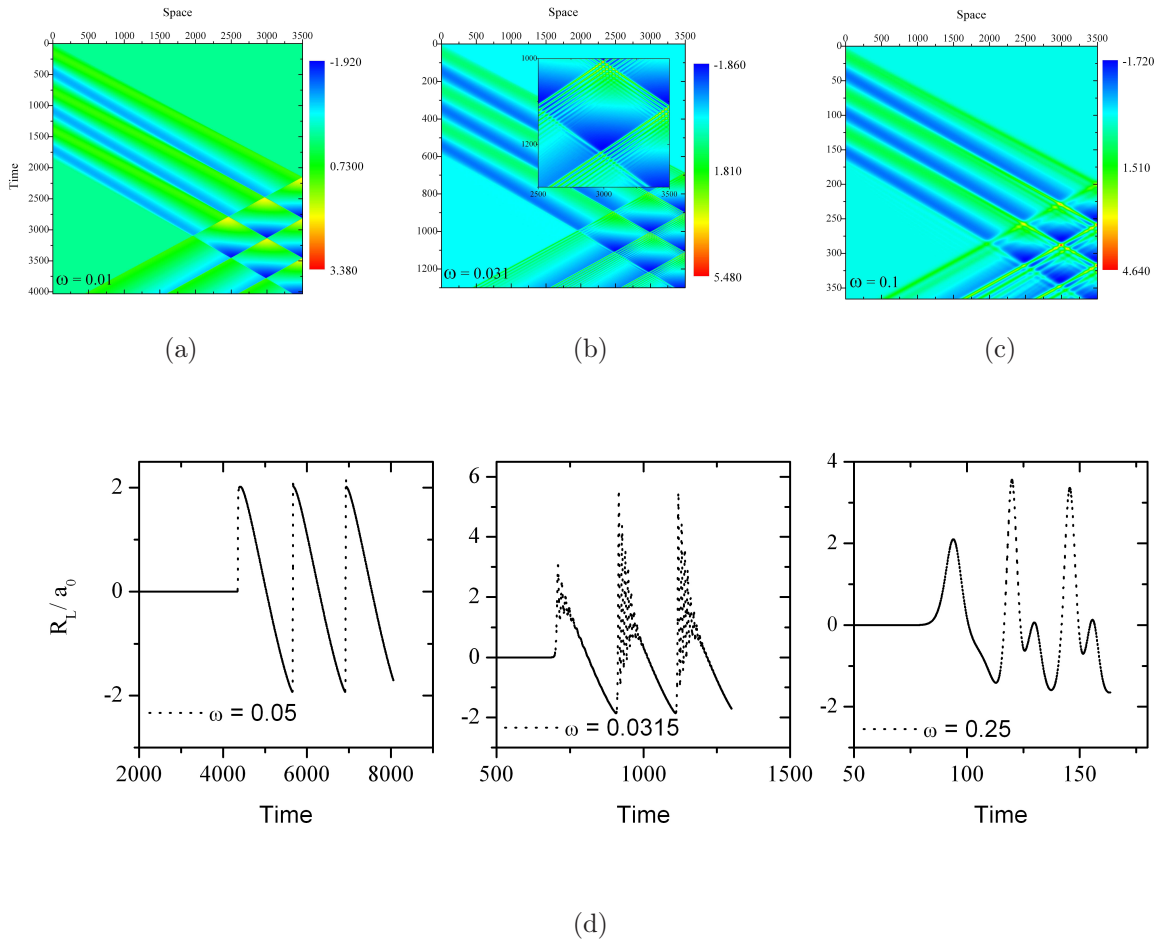 Space
Space
Space
0 500 1000 1500 2000 2500 3000 3500
0 500 1000 1500 2000 2500 3000 3500
0 500 1000 1500 2000 2500 3000 3500
Time
0
500
1000
1500
2000
2500
3000
3500
4000
ω = 0.01
-1.920
0.7300
3.380
0
200
400
600
800
1000
1200
ω = 0.031
1000
1200
2500 3000 3500
-1.860
1.810
5.480
0
50
100
150
200
250
300
350
ω = 0.1
-1.720
1.510
4.640
(a)
(b)
(c)
R_L/a_0
2
0
-2
ω = 0.05
2000 4000 6000 8000
Time
6
4
2
0
-2
ω = 0.0315
500 1000 1500
Time
4
2
0
-2
ω = 0.25
50 100 150
Time
(d)